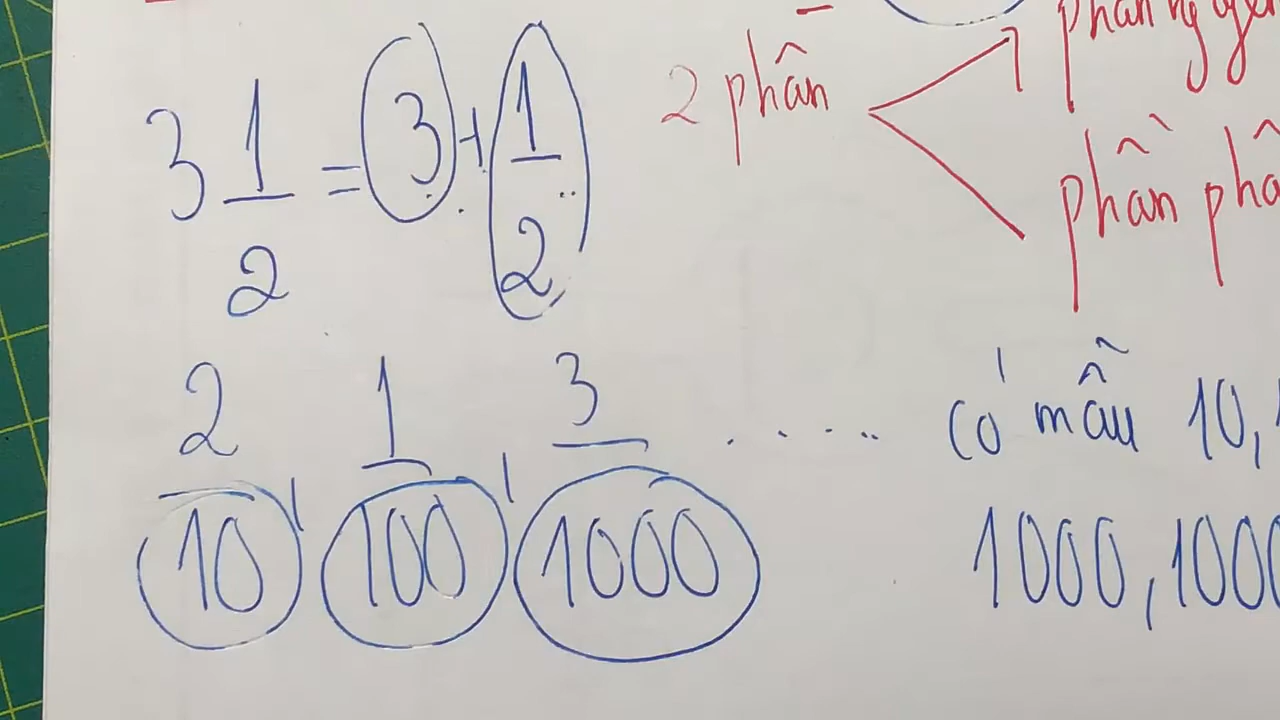 3 1/2 = 3 + 1/2
2 phần
phần nguyên
phần phâ
2/10, 1/100, 3/1000 ..... có mẫu 10,
1000, 1000